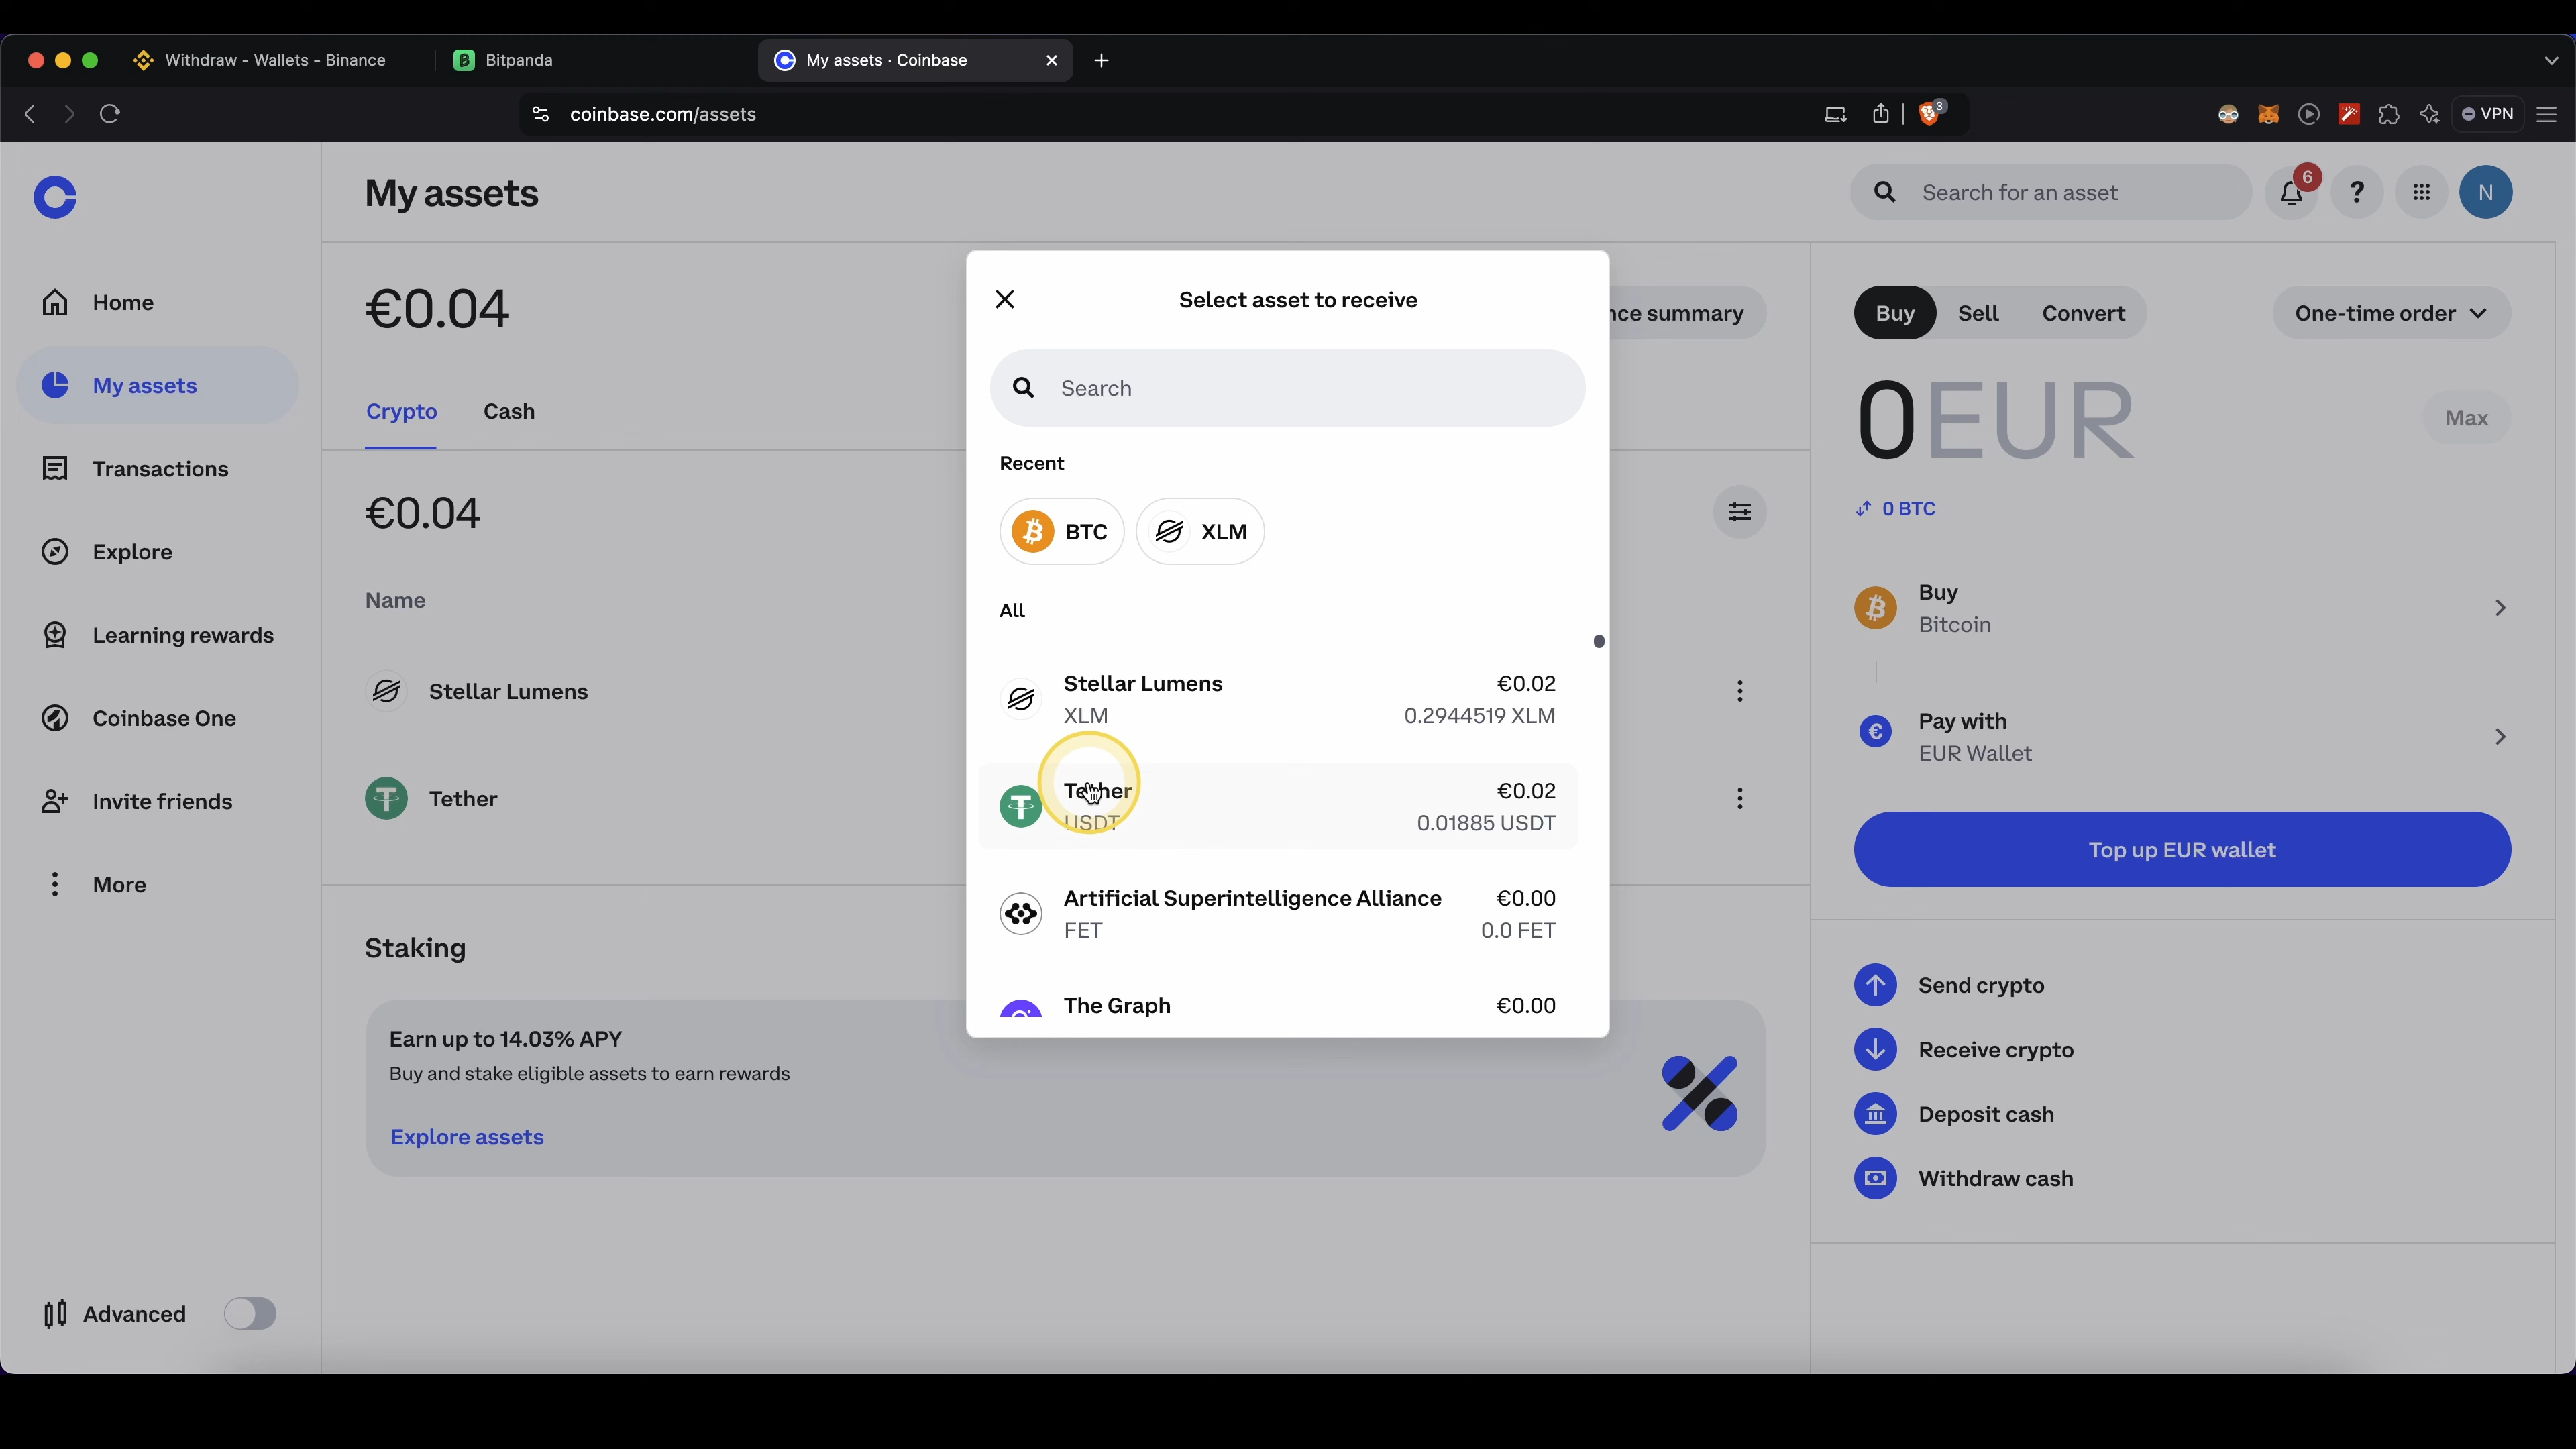 Withdraw - Wallets - Binance
Bitpanda
My assets · Coinbase
coinbase.com/assets
3
VPN
My assets
Search for an asset
6
?
N
Home
My assets
Transactions
Explore
Learning rewards
Coinbase One
Invite friends
More
Advanced
€0.04
nce summary
Crypto
Cash
€0.04
Name
Stellar Lumens
Tether
Staking
Earn up to 14.03% APY
Buy and stake eligible assets to earn rewards
Explore assets
Select asset to receive
Search
Recent
BTC
XLM
All
Stellar Lumens €0.02
XLM 0.2944519 XLM
Tether €0.02
USDT 0.01885 USDT
Artificial Superintelligence Alliance €0.00
FET 0.0 FET
The Graph €0.00
Buy Sell Convert
One-time order
0EUR
Max
0 BTC
Buy
Bitcoin
Pay with
EUR Wallet
Top up EUR wallet
Send crypto
Receive crypto
Deposit cash
Withdraw cash